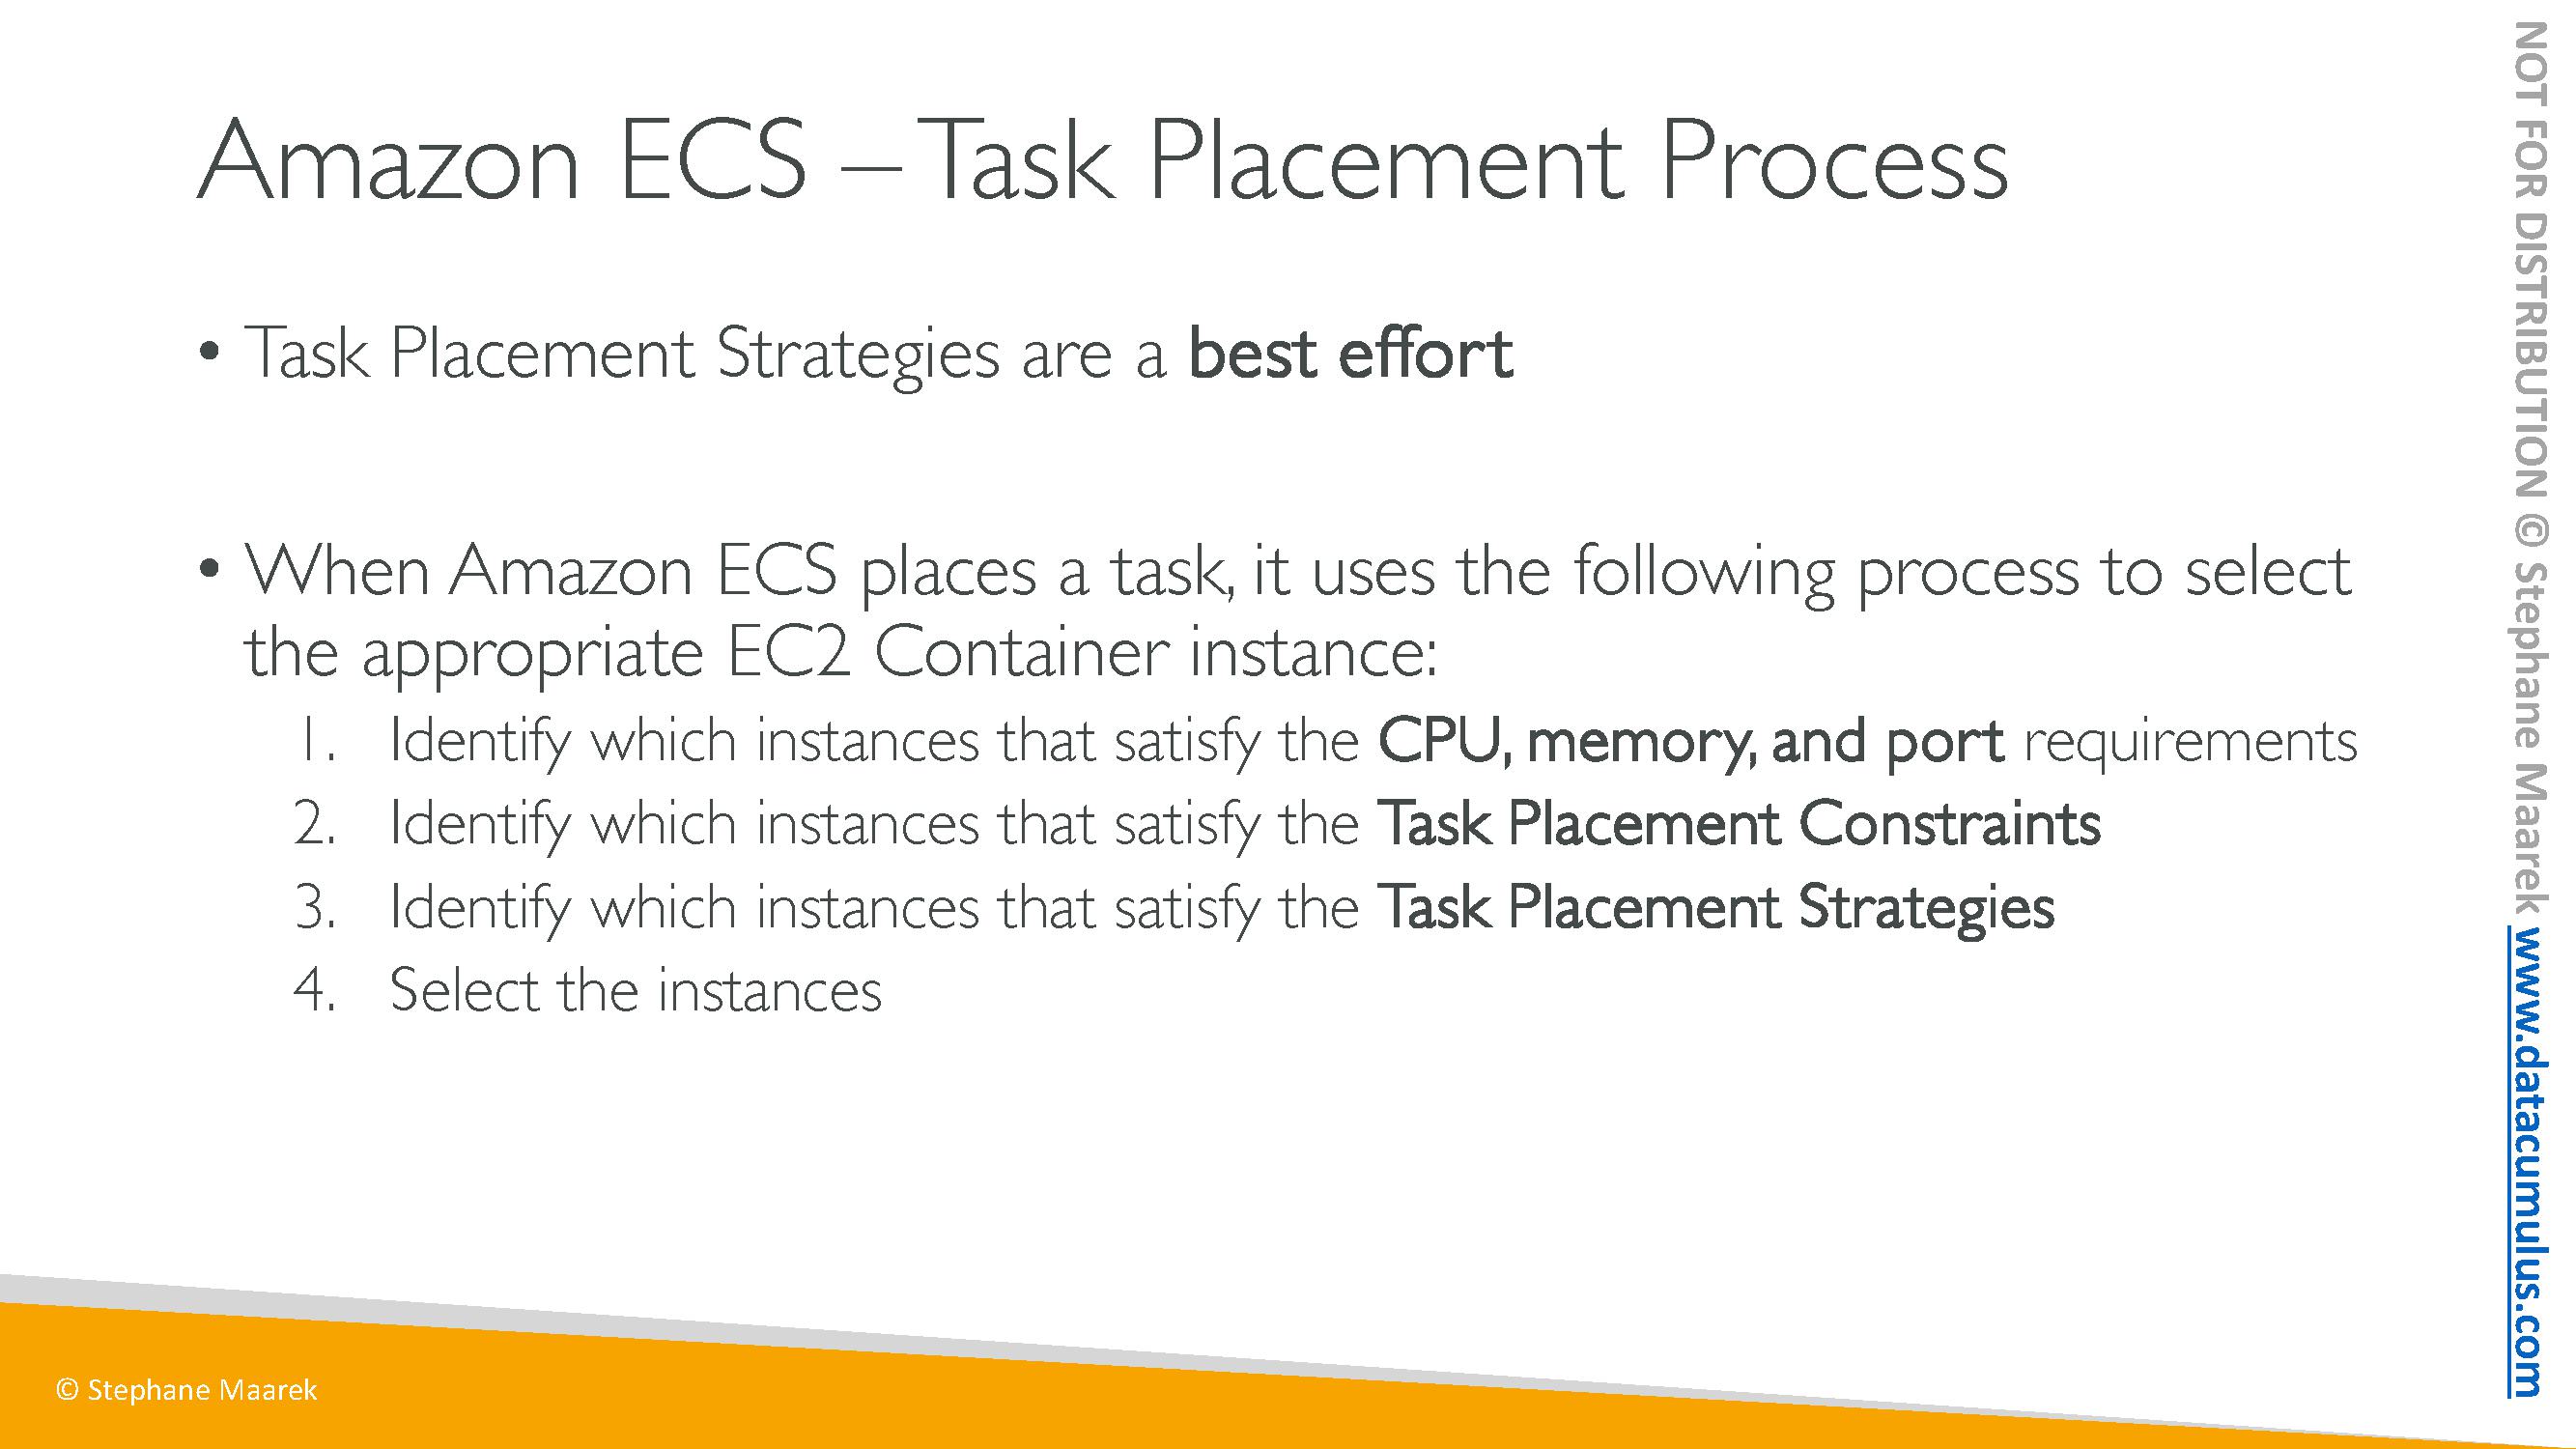 Amazon ECS – Task Placement Process
• Task Placement Strategies are a best effort
• When Amazon ECS places a task, it uses the following process to select
the appropriate EC2 Container instance:
1. Identify which instances that satisfy the CPU, memory, and port requirements
2. Identify which instances that satisfy the Task Placement Constraints
3. Identify which instances that satisfy the Task Placement Strategies
4. Select the instances
© Stephane Maarek
NOT FOR DISTRIBUTION © Stephane Maarek www.datacumulus.com